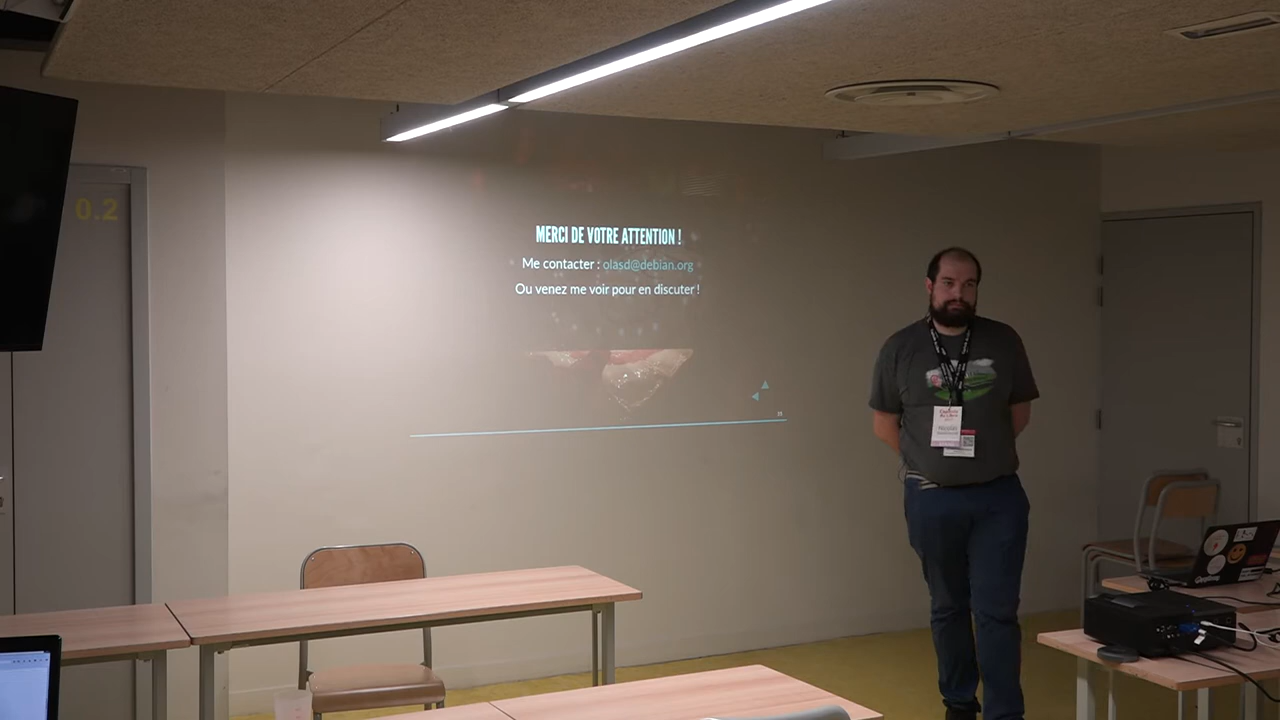 0.2
MERCI DE VOTRE ATTENTION !
Me contacter : olasd@debian.org
Ou venez me voir pour en discuter !